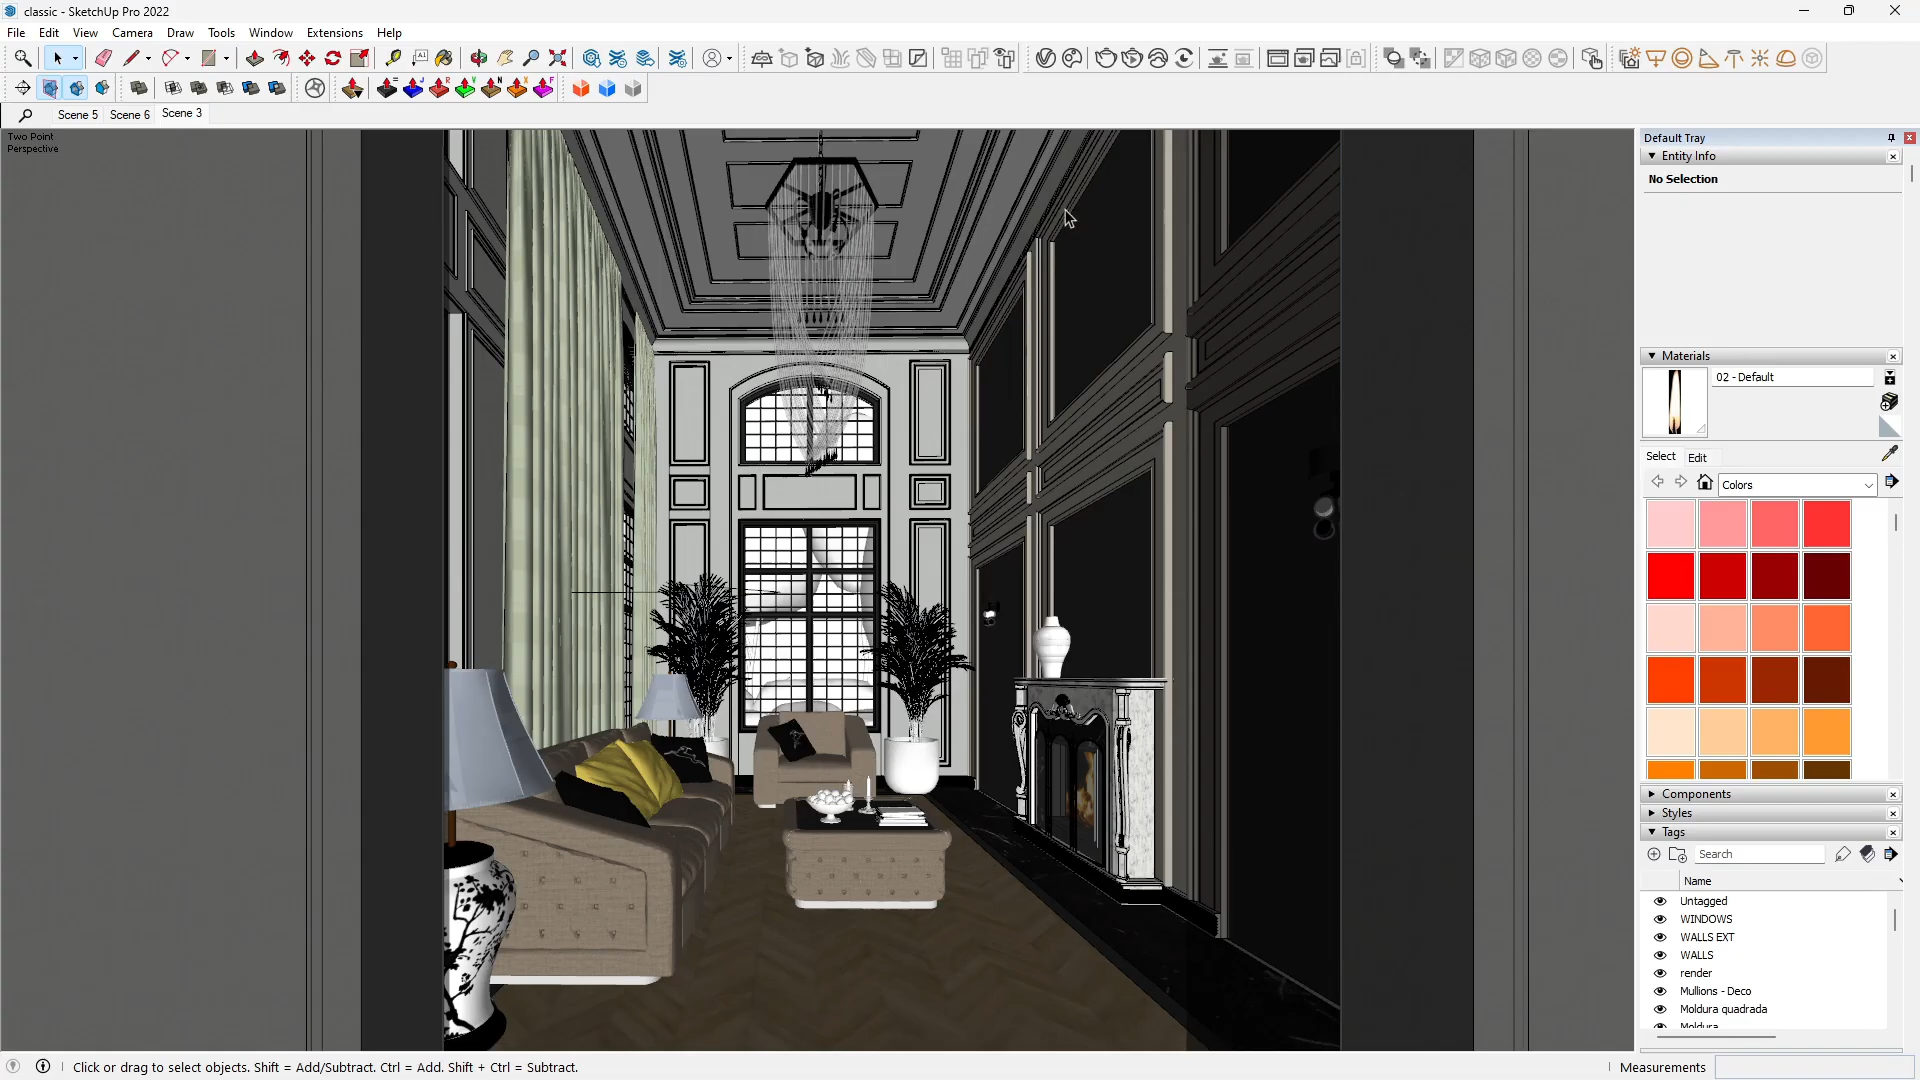 classic - SketchUp Pro 2022
File Edit View Camera Draw Tools Window Extensions Help
Scene 5 Scene 6 Scene 3
Two Point
Perspective
Default Tray
Entity Info
No Selection
Materials
02 - Default
Select Edit
Colors
Components
Styles
Tags
Search
Name
Untagged
WINDOWS
WALLS EXT
WALLS
render
Mullions - Deco
Moldura quadrada
Moldura
Click or drag to select objects. Shift = Add/Subtract. Ctrl = Add. Shift + Ctrl = Subtract.
Measurements